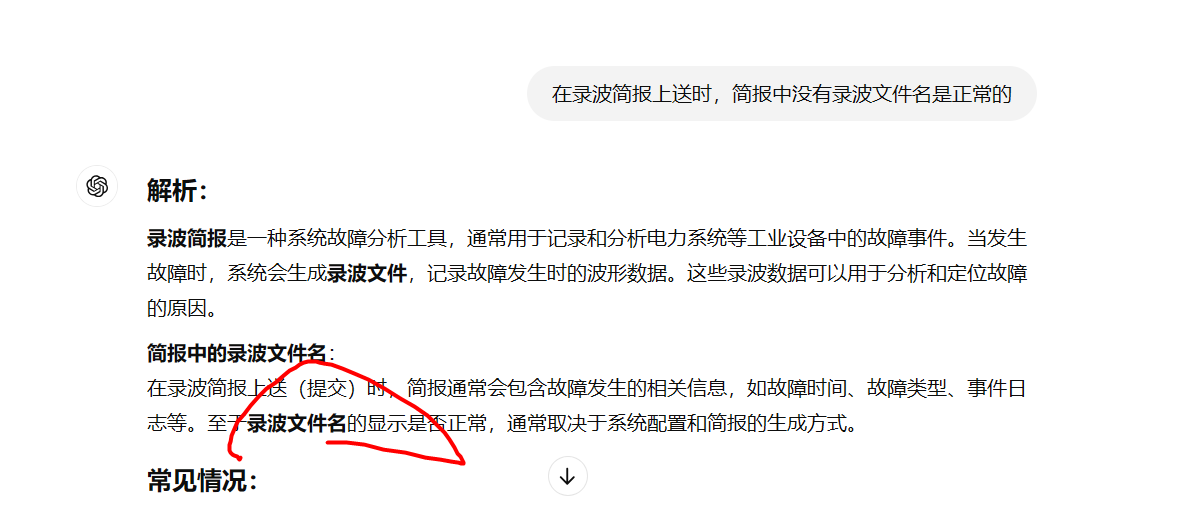 在录波简报上送时，简报中没有录波文件名是正常的
解析：
录波简报是一种系统故障分析工具，通常用于记录和分析电力系统等工业设备中的故障事件。当发生
故障时，系统会生成录波文件，记录故障发生时的波形数据。这些录波数据可以用于分析和定位故障
的原因。
简报中的录波文件名：
在录波简报上送（提交）时，简报通常会包含故障发生的相关信息，如故障时间、故障类型、事件日
志等。至于录波文件名的显示是否正常，通常取决于系统配置和简报的生成方式。
常见情况：